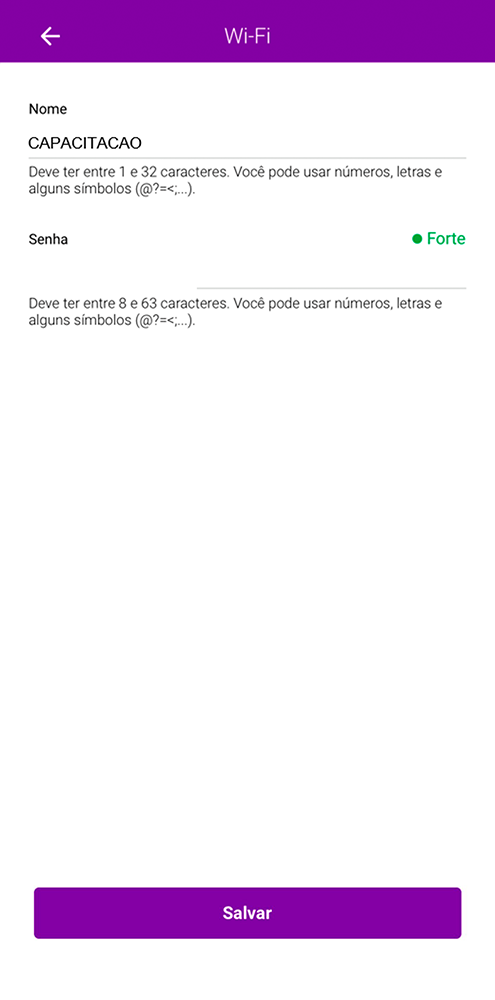 Wi-Fi
Nome
CAPACITACAO
Deve ter entre 1 e 32 caracteres. Você pode usar números, letras e
alguns símbolos (@?=<;...).
Senha
Forte
Deve ter entre 8 e 63 caracteres. Você pode usar números, letras e
alguns símbolos (@?=<;...).
Salvar